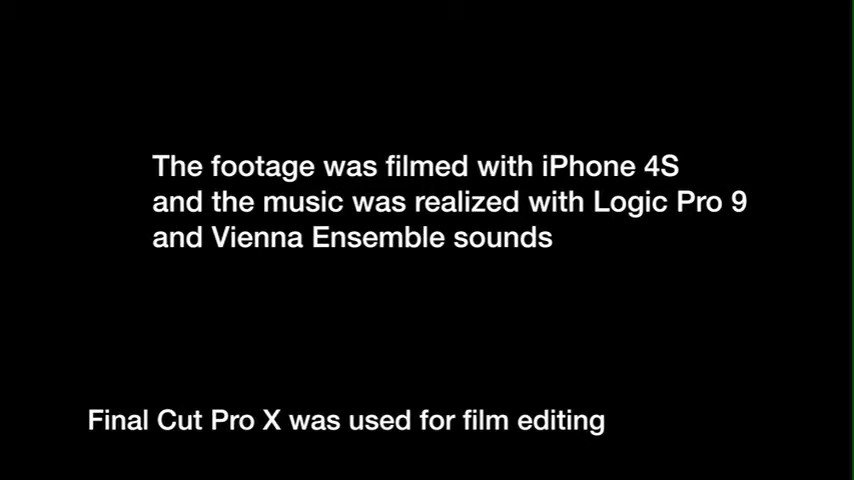 The footage was filmed with iPhone 4S
and the music was realized with Logic Pro 9
and Vienna Ensemble sounds
Final Cut Pro X was used for film editing